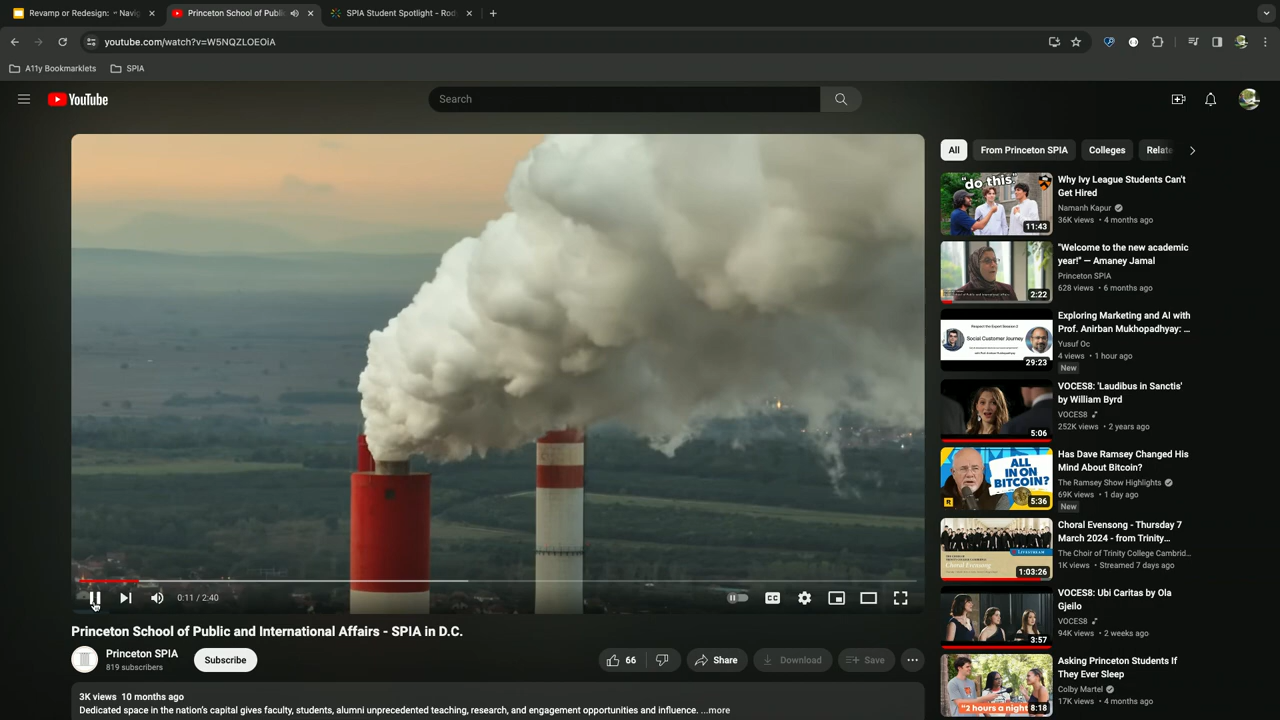 Revamp or Redesign: " Navig
Princeton School of Publi
SPIA Student Spotlight - Rod
youtube.com/watch?v=W5NQZLOEOiA
A11y Bookmarklets
SPIA
YouTube
Search
All
From Princeton SPIA
Colleges
Relate
"do this."
11:43
Why Ivy League Students Can't
Get Hired
Namanh Kapur
36K views • 4 months ago
2:22
"Welcome to the new academic
year!" — Amaney Jamal
Princeton SPIA
628 views • 6 months ago
Social Customer Journey
29:23
Exploring Marketing and AI with
Prof. Anirban Mukhopadhyay: ...
Yusuf Oc
4 views • 1 hour ago
New
5:06
VOCES8: 'Laudibus in Sanctis'
by William Byrd
VOCES8
252K views • 2 years ago
ALL
IN ON
BITCOIN?
5:36
Has Dave Ramsey Changed His
Mind About Bitcoin?
The Ramsey Show Highlights
69K views • 1 day ago
New
Choral Evensong
1:03:26
Choral Evensong - Thursday 7
March 2024 - from Trinity...
The Choir of Trinity College Cambrid...
1K views • Streamed 7 days ago
3:57
VOCES8: Ubi Caritas by Ola
Gjeilo
VOCES8
94K views • 2 weeks ago
"2 hours a night
8:18
Asking Princeton Students If
They Ever Sleep
Colby Martel
17K views • 4 months ago
0:11 / 2:40
CC
Princeton School of Public and International Affairs - SPIA in D.C.
Princeton SPIA
819 subscribers
Subscribe
66
Share
Download
Save
3K views 10 months ago
Dedicated space in the nation's capital gives faculty, students, and staff expanded teaching, research, and engagement opportunities and influence. ...more